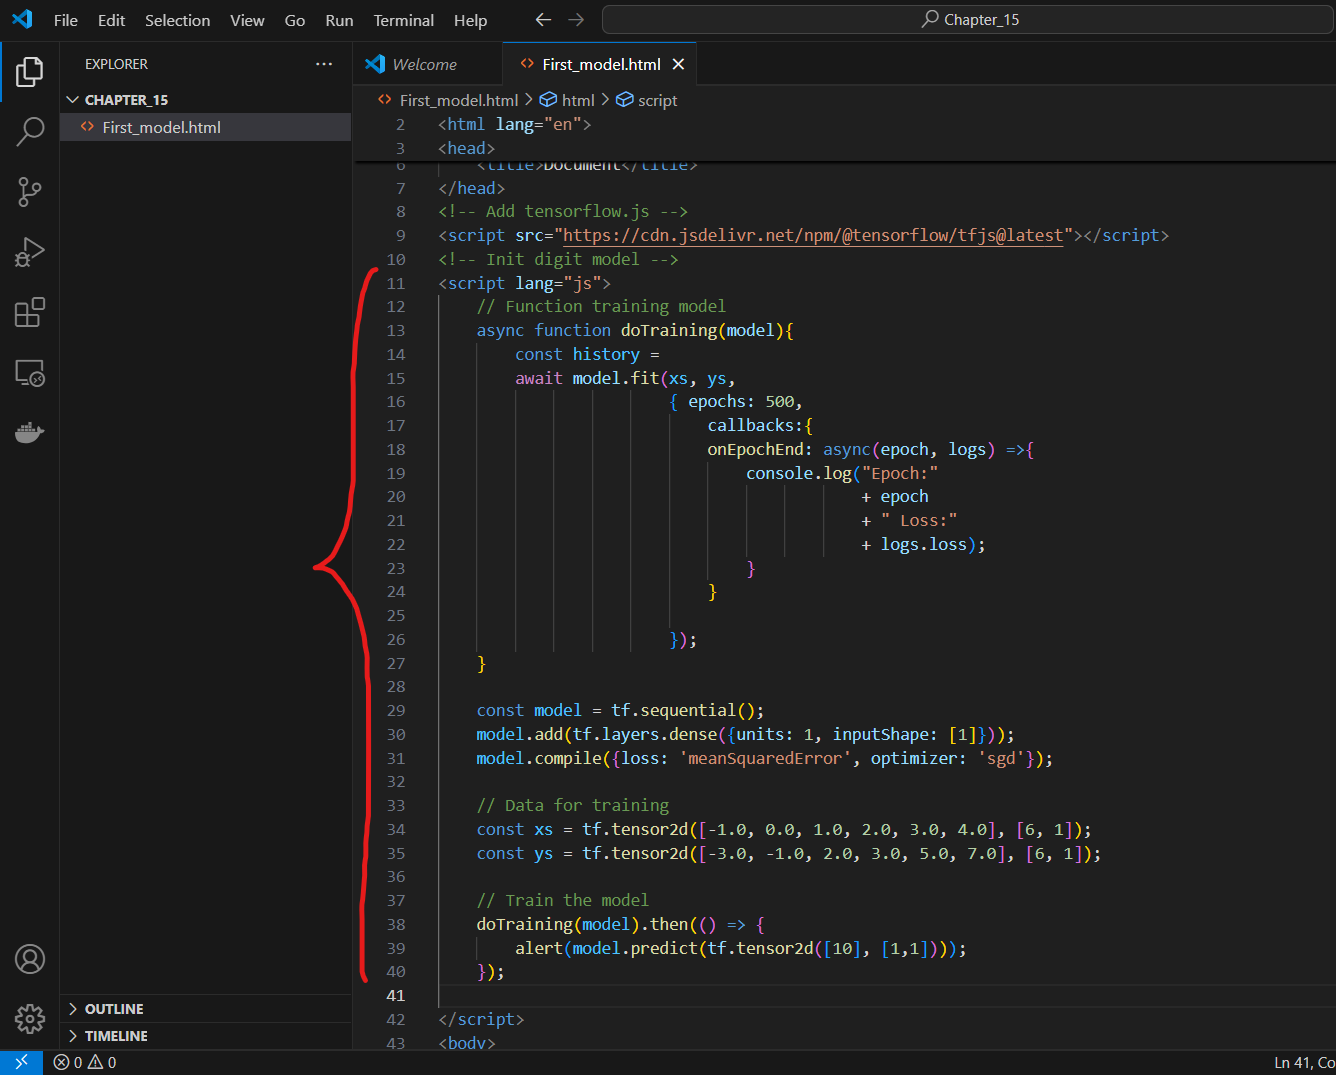 File Edit Selection View Go Run Terminal Help
Chapter_15
EXPLORER
Welcome
First_model.html
CHAPTER_15
First_model.html
First_model.html > html > script
2 <html lang="en">
3 <head>
6 <title>Document</title>
7 </head>
8 <!-- Add tensorflow.js -->
9 <script src="https://cdn.jsdelivr.net/npm/@tensorflow/tfjs@latest"></script>
10 <!-- Init digit model -->
11 <script lang="js">
12 // Function training model
13 async function doTraining(model){
14 const history =
15 await model.fit(xs, ys,
16 { epochs: 500,
17 callbacks:{
18 onEpochEnd: async(epoch, logs) =>{
19 console.log("Epoch:"
20 + epoch
21 + " Loss:"
22 + logs.loss);
23 }
24 }
25
26 });
27 }
28
29 const model = tf.sequential();
30 model.add(tf.layers.dense({units: 1, inputShape: [1]}));
31 model.compile({loss: 'meanSquaredError', optimizer: 'sgd'});
32
33 // Data for training
34 const xs = tf.tensor2d([-1.0, 0.0, 1.0, 2.0, 3.0, 4.0], [6, 1]);
35 const ys = tf.tensor2d([-3.0, -1.0, 2.0, 3.0, 5.0, 7.0], [6, 1]);
36
37 // Train the model
38 doTraining(model).then(() => {
39 alert(model.predict(tf.tensor2d([10], [1,1])));
40 });
41
42 </script>
43 <body>
OUTLINE
TIMELINE
0 0
Ln 41, Co